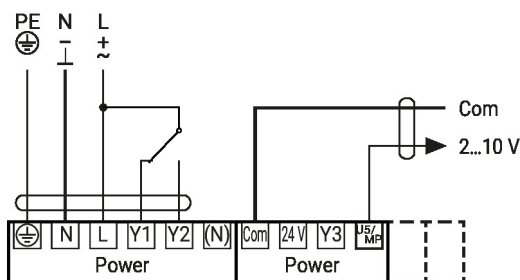 PE N L
– +
⊥ ~
Com
2...10 V
N L Y1 Y2 (N) Com 24 V Y3 U5/MP
Power Power